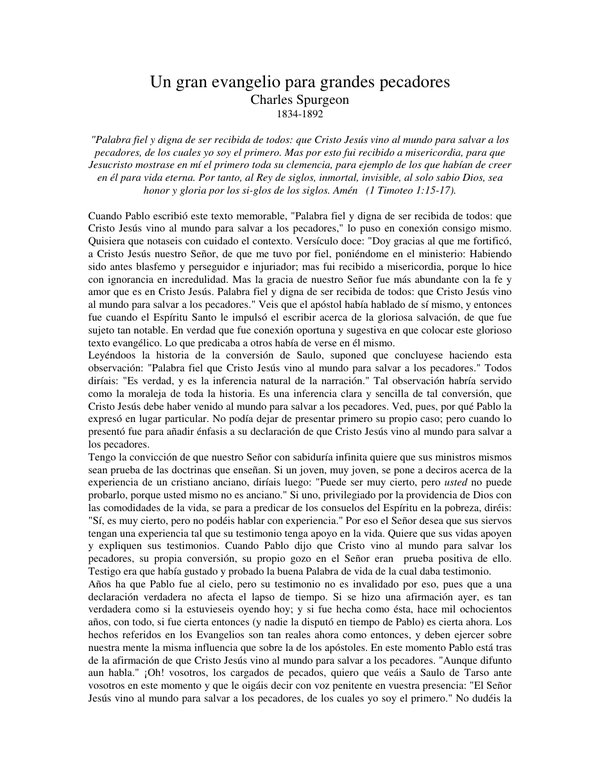 Un gran evangelio para grandes pecadores
Charles Spurgeon
1834-1892
"Palabra fiel y digna de ser recibida de todos: que Cristo Jesús vino al mundo para salvar a los
pecadores, de los cuales yo soy el primero. Mas por esto fui recibido a misericordia, para que
Jesucristo mostrase en mí el primero toda su clemencia, para ejemplo de los que habían de creer
en él para vida eterna. Por tanto, al Rey de siglos, inmortal, invisible, al solo sabio Dios, sea
honor y gloria por los si-glos de los siglos. Amén (1 Timoteo 1:15-17).
Cuando Pablo escribió este texto memorable, "Palabra fiel y digna de ser recibida de todos: que
Cristo Jesús vino al mundo para salvar a los pecadores," lo puso en conexión consigo mismo.
Quisiera que notaseis con cuidado el contexto. Versículo doce: "Doy gracias al que me fortificó,
a Cristo Jesús nuestro Señor, de que me tuvo por fiel, poniéndome en el ministerio: Habiendo
sido antes blasfemo y perseguidor e injuriador; mas fui recibido a misericordia, porque lo hice
con ignorancia en incredulidad. Mas la gracia de nuestro Señor fue más abundante con la fe y
amor que es en Cristo Jesús. Palabra fiel y digna de ser recibida de todos: que Cristo Jesús vino
al mundo para salvar a los pecadores." Veis que el apóstol había hablado de sí mismo, y entonces
fue cuando el Espíritu Santo le impulsó el escribir acerca de la gloriosa salvación, de que fue
sujeto tan notable. En verdad que fue conexión oportuna y sugestiva en que colocar este glorioso
texto evangélico. Lo que predicaba a otros había de verse en él mismo.
Leyéndoos la historia de la conversión de Saulo, suponed que concluyese haciendo esta
observación: "Palabra fiel que Cristo Jesús vino al mundo para salvar a los pecadores." Todos
diríais: "Es verdad, y es la inferencia natural de la narración." Tal observación habría servido
como la moraleja de toda la historia. Es una inferencia clara y sencilla de tal conversión, que
Cristo Jesús debe haber venido al mundo para salvar a los pecadores. Ved, pues, por qué Pablo la
expresó en lugar particular. No podía dejar de presentar primero su propio caso; pero cuando lo
presentó fue para añadir énfasis a su declaración de que Cristo Jesús vino al mundo para salvar a
los pecadores.
Tengo la convicción de que nuestro Señor con sabiduría infinita quiere que sus ministros mismos
sean prueba de las doctrinas que enseñan. Si un joven, muy joven, se pone a deciros acerca de la
experiencia de un cristiano anciano, diríais luego: "Puede ser muy cierto, pero usted no puede
probarlo, porque usted mismo no es anciano." Si uno, privilegiado por la providencia de Dios con
las comodidades de la vida, se para a predicar de los consuelos del Espíritu en la pobreza, diréis:
"Sí, es muy cierto, pero no podéis hablar con experiencia." Por eso el Señor desea que sus siervos
tengan una experiencia tal que su testimonio tenga apoyo en la vida. Quiere que sus vidas apoyen
y expliquen sus testimonios. Cuando Pablo dijo que Cristo vino al mundo para salvar los
pecadores, su propia conversión, su propio gozo en el Señor eran prueba positiva de ello.
Testigo era que había gustado y probado la buena Palabra de vida de la cual daba testimonio.
Años ha que Pablo fue al cielo, pero su testimonio no es invalidado por eso, pues que a una
declaración verdadera no afecta el lapso de tiempo. Si se hizo una afirmación ayer, es tan
verdadera como si la estuvieseis oyendo hoy; y si fue hecha como ésta, hace mil ochocientos
años, con todo, si fue cierta entonces (y nadie la disputó en tiempo de Pablo) es cierta ahora. Los
hechos referidos en los Evangelios son tan reales ahora como entonces, y deben ejercer sobre
nuestra mente la misma influencia que sobre la de los apóstoles. En este momento Pablo está tras
de la afirmación de que Cristo Jesús vino al mundo para salvar a los pecadores. "Aunque difunto
aun habla." ¡Oh! vosotros, los cargados de pecados, quiero que veáis a Saulo de Tarso ante
vosotros en este momento y que le oigáis decir con voz penitente en vuestra presencia: "El Señor
Jesús vino al mundo para salvar a los pecadores, de los cuales yo soy el primero." No dudéis la